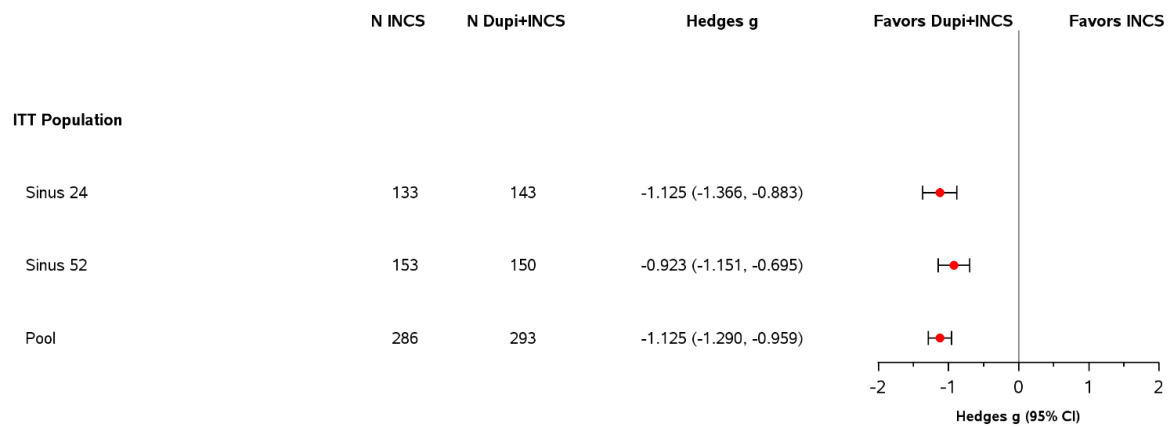 N INCS N Dupi+INCS Hedges g Favors Dupi+INCS Favors INCS
ITT Population
Sinus 24 133 143 -1.125 (-1.366, -0.883)
Sinus 52 153 150 -0.923 (-1.151, -0.695)
Pool 286 293 -1.125 (-1.290, -0.959)
-2 -1 0 1 2
Hedges g (95% CI)